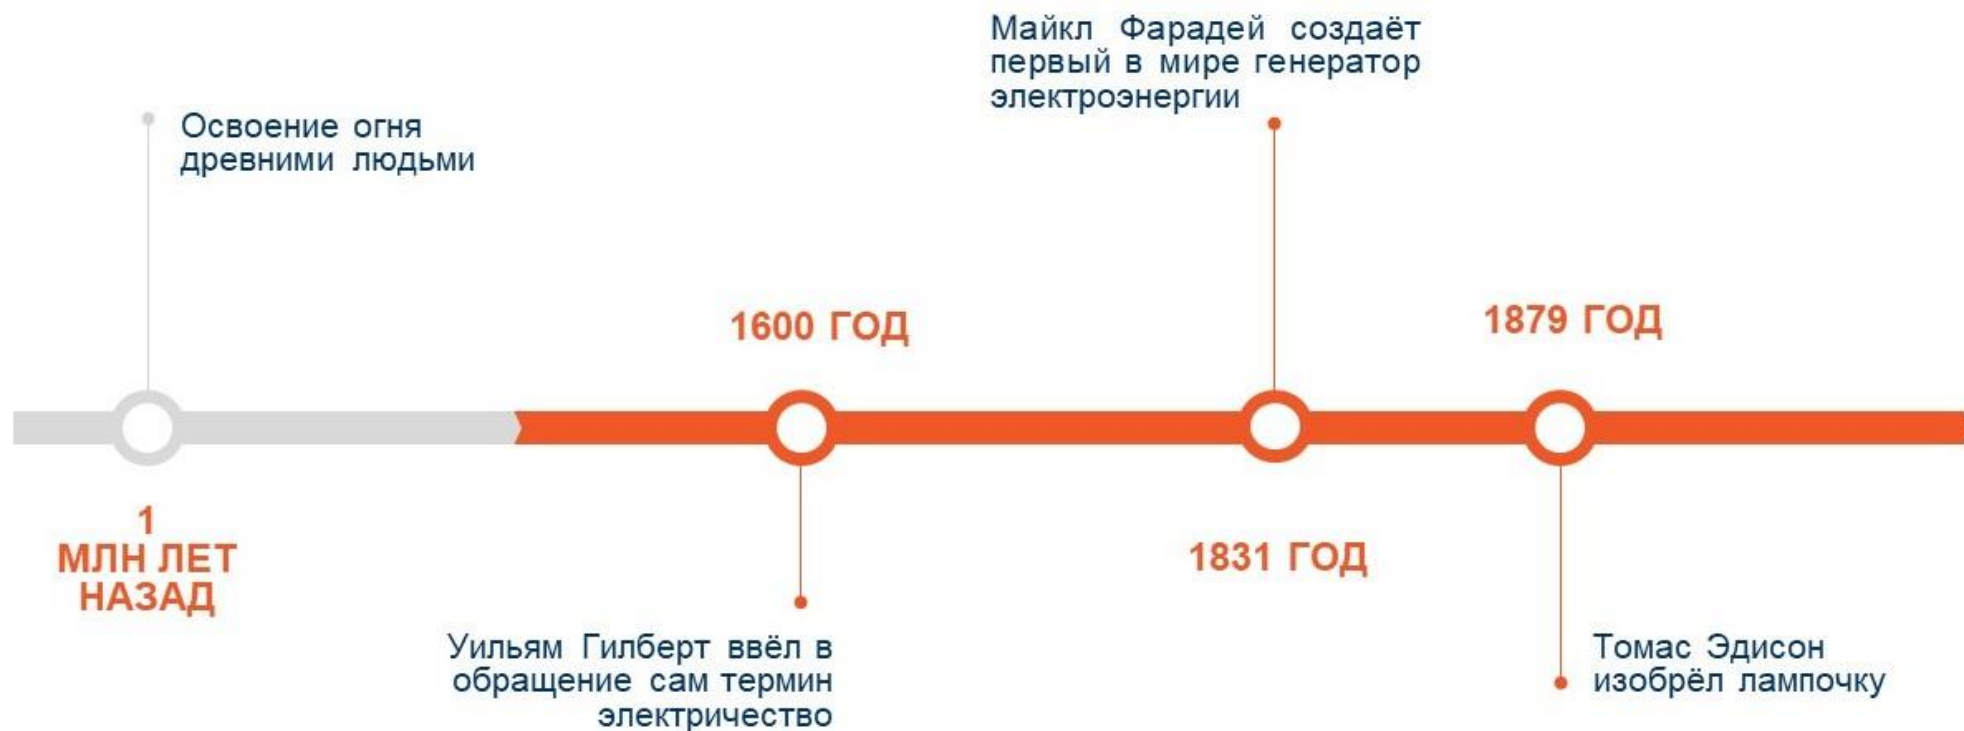 Освоение огня
древними людьми
1
МЛН ЛЕТ
НАЗАД
1600 ГОД
Уильям Гилберт ввёл в
обращение сам термин
электричество
Майкл Фарадей создаёт
первый в мире генератор
электроэнергии
1831 ГОД
1879 ГОД
Томас Эдисон
изобрёл лампочку